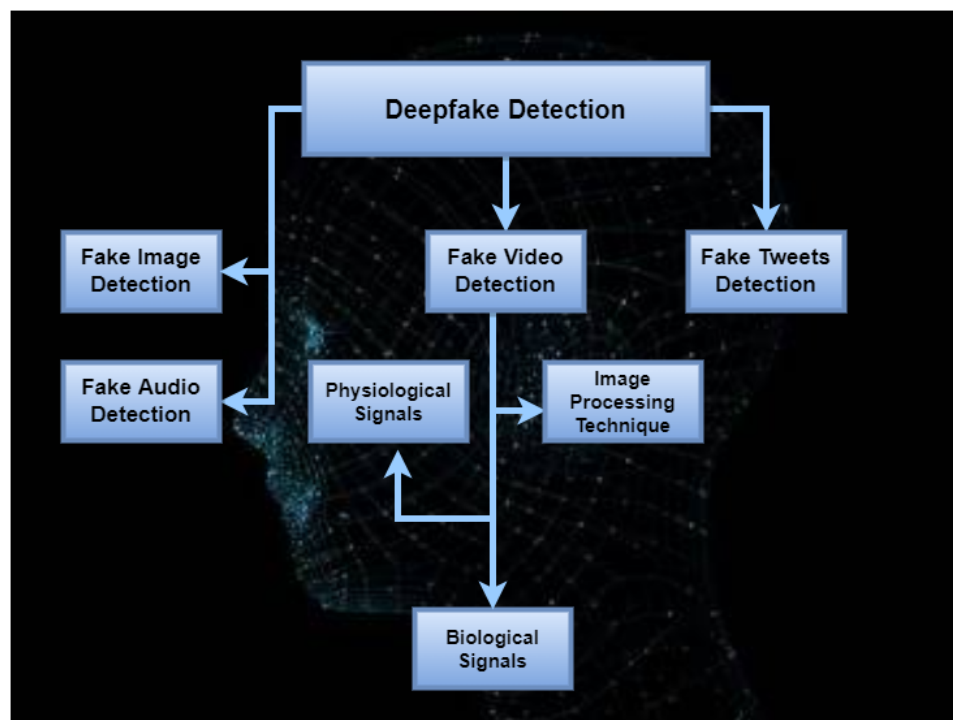 Deepfake Detection
Fake Image
Detection
Fake Video
Detection
Fake Tweets
Detection
Fake Audio
Detection
Physiological
Signals
Image
Processing
Technique
Biological
Signals